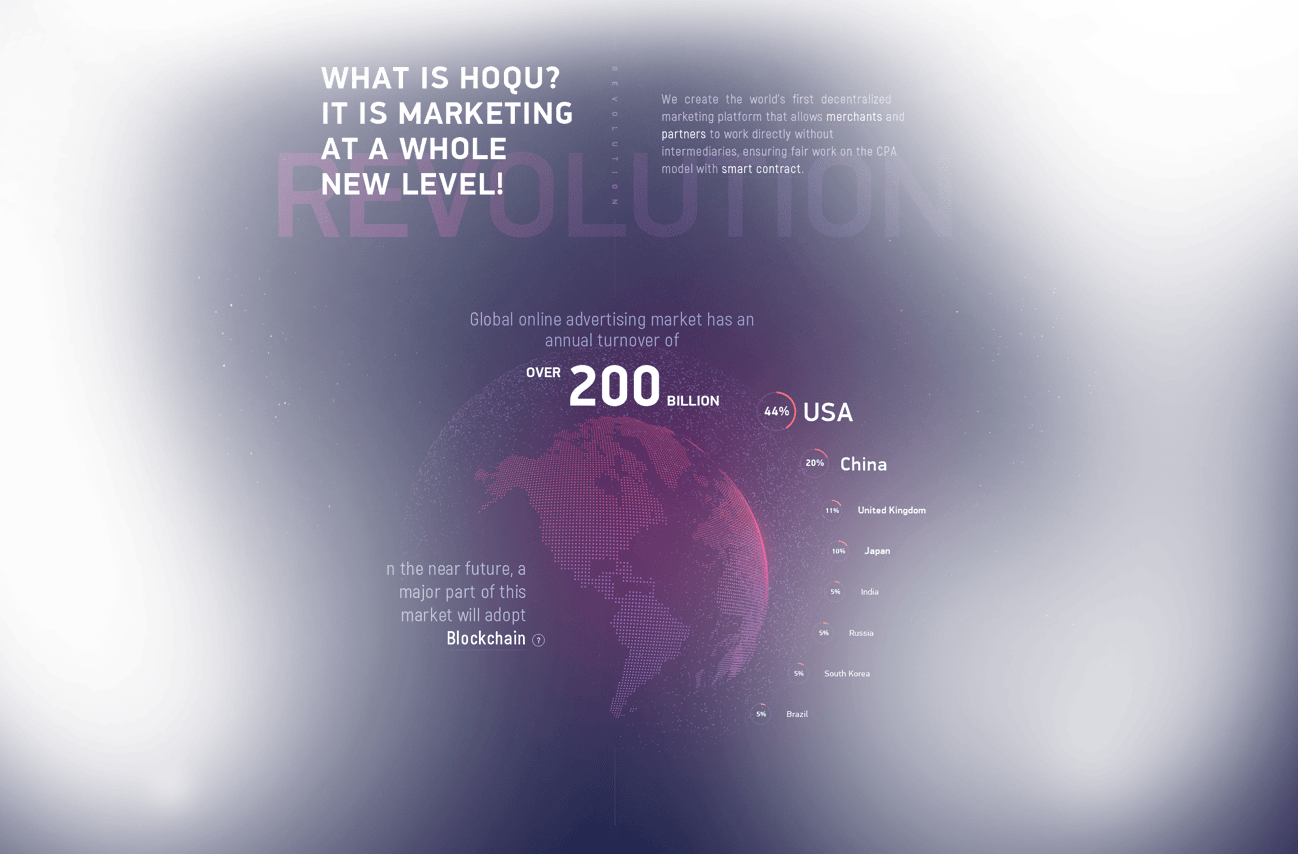 WHAT IS HOQU?
IT IS MARKETING
AT A WHOLE
NEW LEVEL!
REVOLUTION
REVOLUTION
We create the world's first decentralized
marketing platform that allows merchants and
partners to work directly without
intermediaries, ensuring fair work on the CPA
model with smart contract.
Global online advertising market has an
annual turnover of
OVER 200 BILLION
44% USA
20% China
11% United Kingdom
10% Japan
5% India
5% Russia
5% South Korea
5% Brazil
n the near future, a
major part of this
market will adopt
Blockchain ?